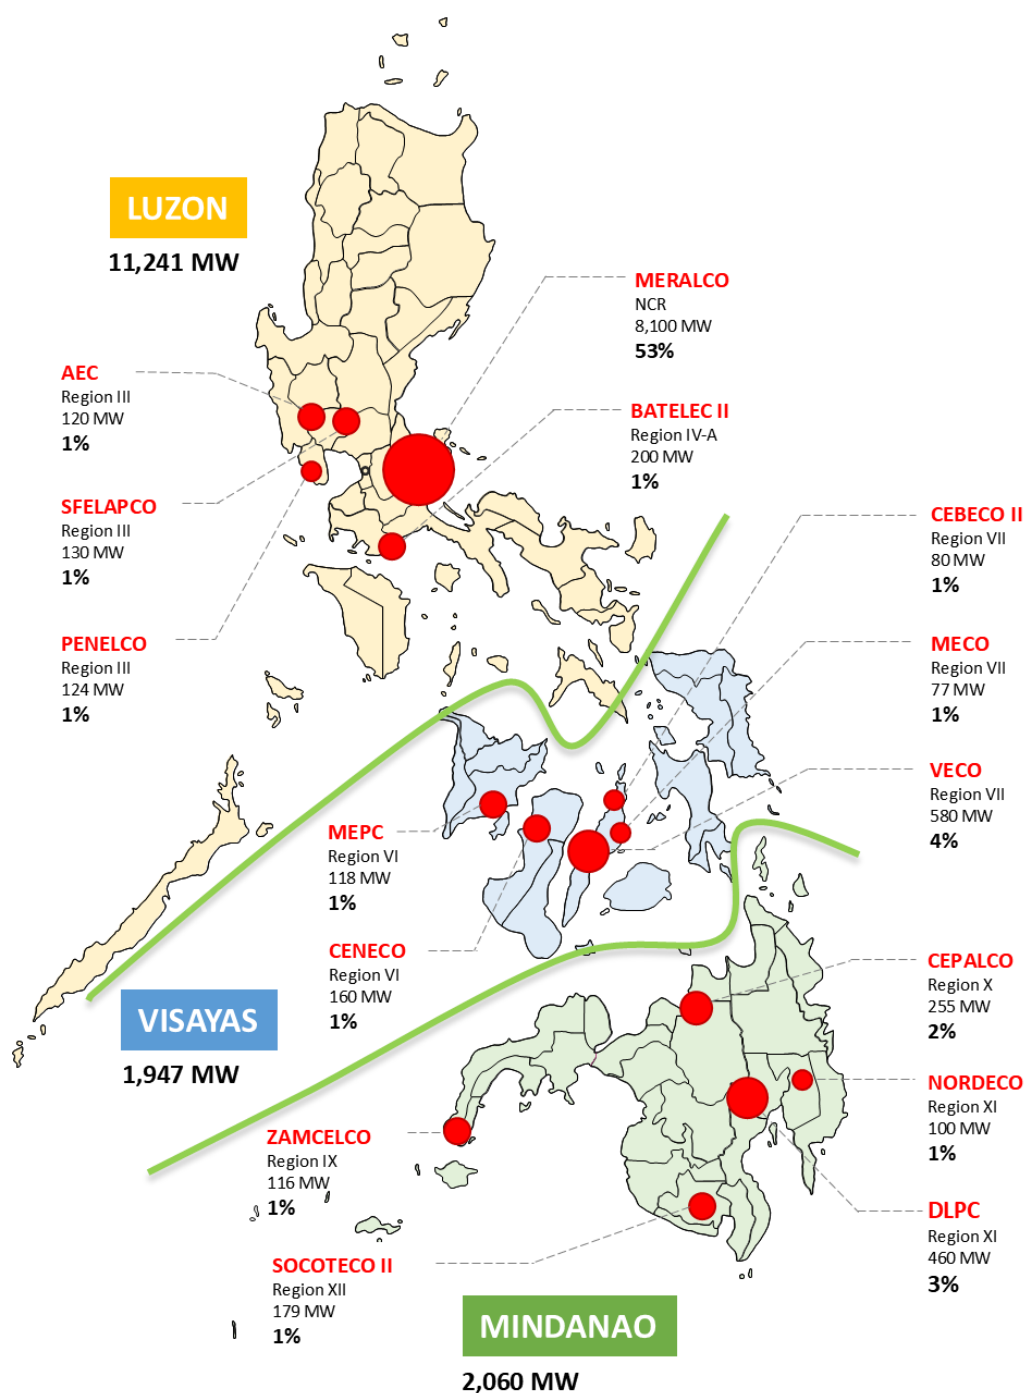 LUZON
11,241 MW
MERALCO
NCR
8,100 MW
53%
AEC
Region III
120 MW
1%
BATELEC II
Region IV-A
200 MW
1%
SFELAPCO
Region III
130 MW
1%
CEBECO II
Region VII
80 MW
1%
PENELCO
Region III
124 MW
1%
MECO
Region VII
77 MW
1%
VECO
Region VII
580 MW
4%
MEPC
Region VI
118 MW
1%
CENECO
Region VI
160 MW
1%
VISAYAS
1,947 MW
CEPALCO
Region X
255 MW
2%
NORDECO
Region XI
100 MW
1%
ZAMCELCO
Region IX
116 MW
1%
DLPC
Region XI
460 MW
3%
SOCOTECO II
Region XII
179 MW
1%
MINDANAO
2,060 MW